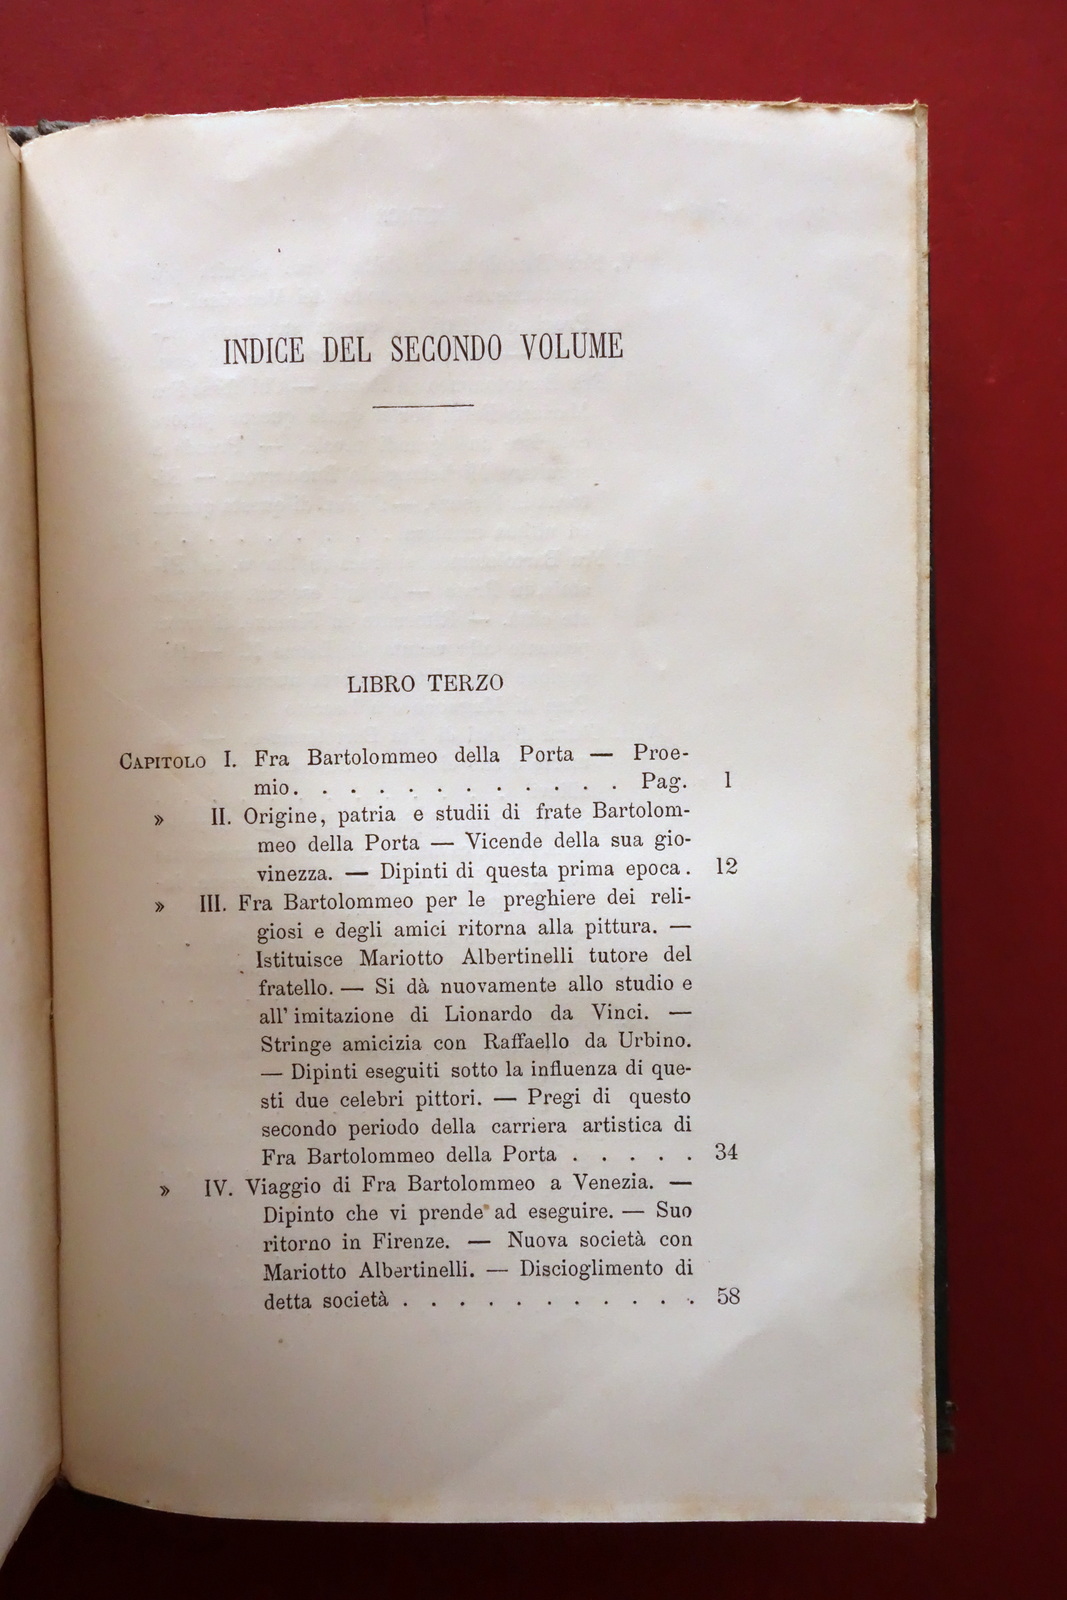 INDICE DEL SECONDO VOLUME
LIBRO TERZO
CAPITOLO I. Fra Bartolommeo della Porta — Proe-
mio. . . . . . . . . . . . Pag. 1
» II. Origine, patria e studii di frate Bartolom-
meo della Porta — Vicende della sua gio-
vinezza. — Dipinti di questa prima epoca. 12
» III. Fra Bartolommeo per le preghiere dei reli-
giosi e degli amici ritorna alla pittura. —
Istituisce Mariotto Albertinelli tutore del
fratello. — Si dà nuovamente allo studio e
all' imitazione di Lionardo da Vinci. —
Stringe amicizia con Raffaello da Urbino.
— Dipinti eseguiti sotto la influenza di que-
sti due celebri pittori. — Pregi di questo
secondo periodo della carriera artistica di
Fra Bartolommeo della Porta . . . . . 34
» IV. Viaggio di Fra Bartolommeo a Venezia. —
Dipinto che vi prende ad eseguire. — Suo
ritorno in Firenze. — Nuova società con
Mariotto Albertinelli. — Discioglimento di
detta società . . . . . . . . . . . 58